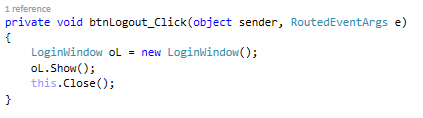 1 reference
private void btnLogout_Click(object sender, RoutedEventArgs e)
{
    LoginWindow oL = new LoginWindow();
    oL.Show();
    this.Close();
}